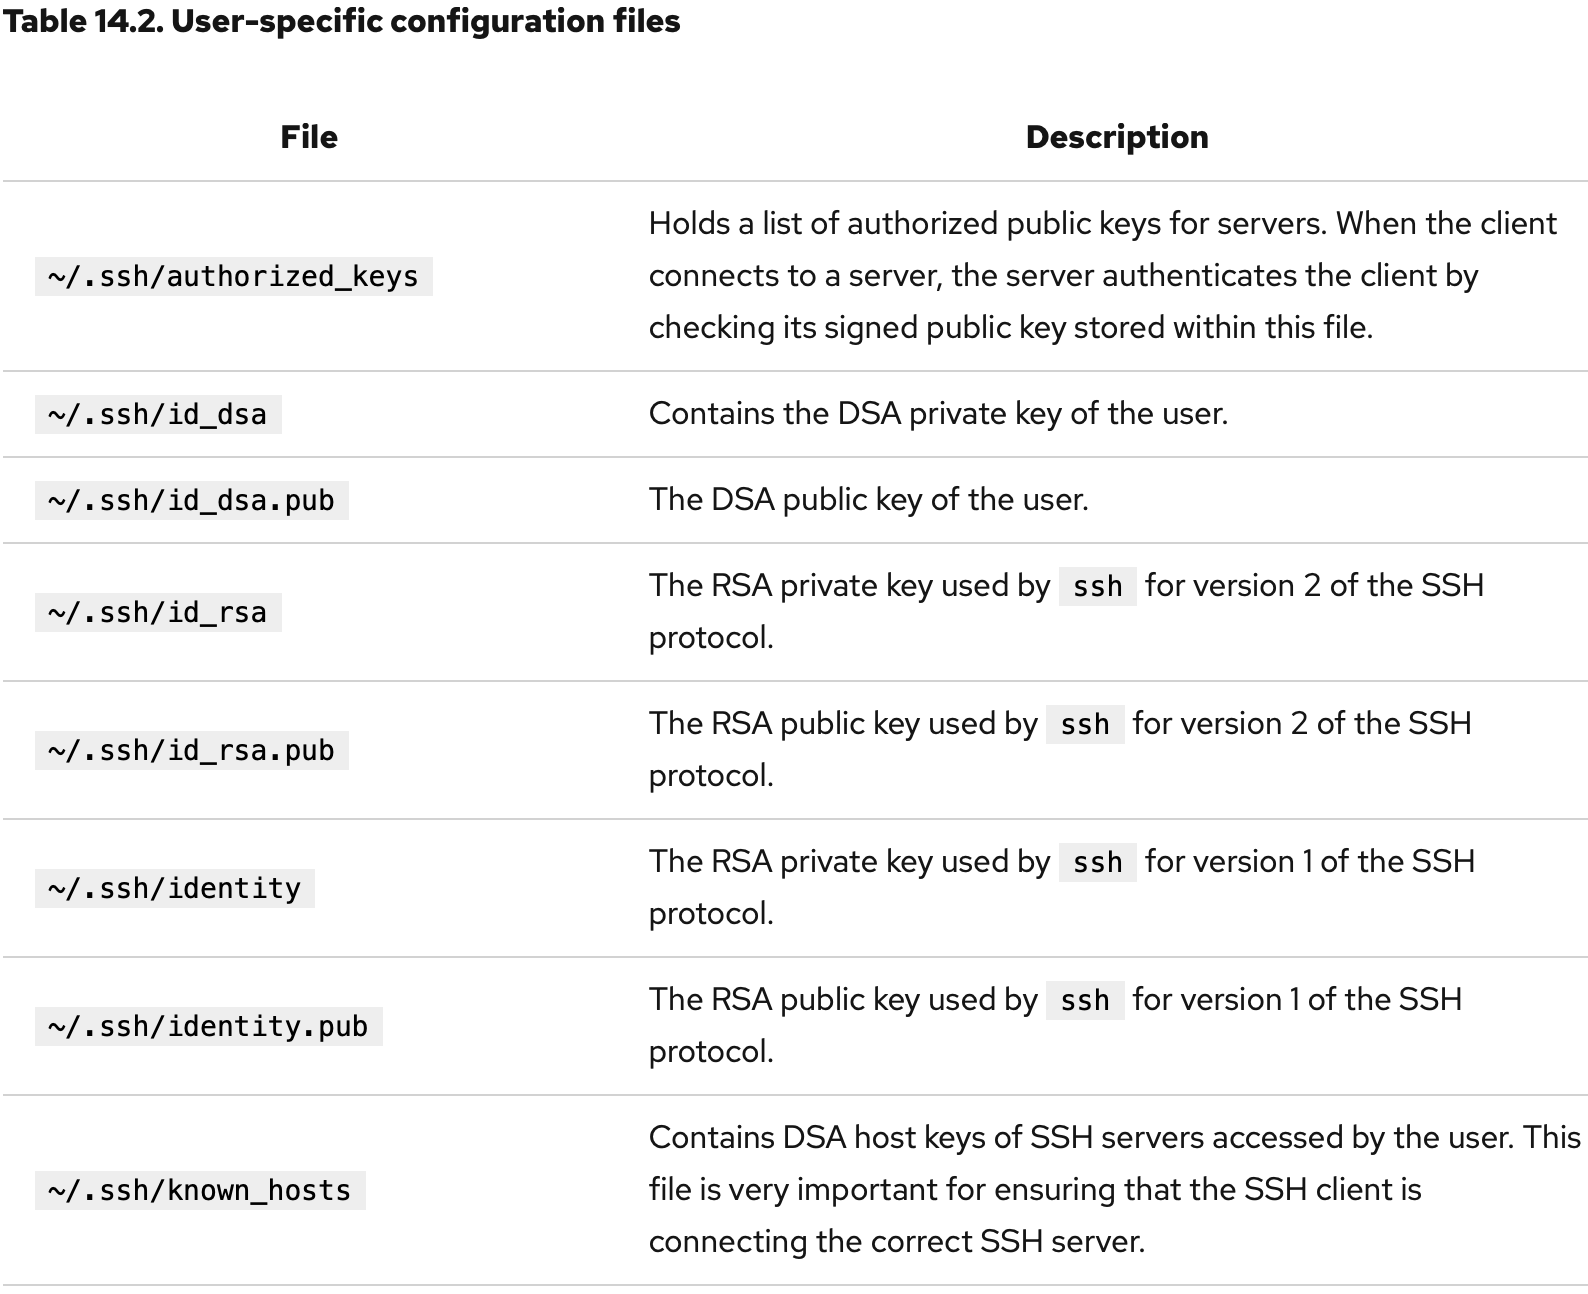 Table 14.2. User-specific configuration files
File
Description
~/.ssh/authorized_keys
Holds a list of authorized public keys for servers. When the client
connects to a server, the server authenticates the client by
checking its signed public key stored within this file.
~/.ssh/id_dsa
Contains the DSA private key of the user.
~/.ssh/id_dsa.pub
The DSA public key of the user.
~/.ssh/id_rsa
The RSA private key used by ssh for version 2 of the SSH
protocol.
~/.ssh/id_rsa.pub
The RSA public key used by ssh for version 2 of the SSH
protocol.
~/.ssh/identity
The RSA private key used by ssh for version 1 of the SSH
protocol.
~/.ssh/identity.pub
The RSA public key used by ssh for version 1 of the SSH
protocol.
~/.ssh/known_hosts
Contains DSA host keys of SSH servers accessed by the user. This
file is very important for ensuring that the SSH client is
connecting the correct SSH server.